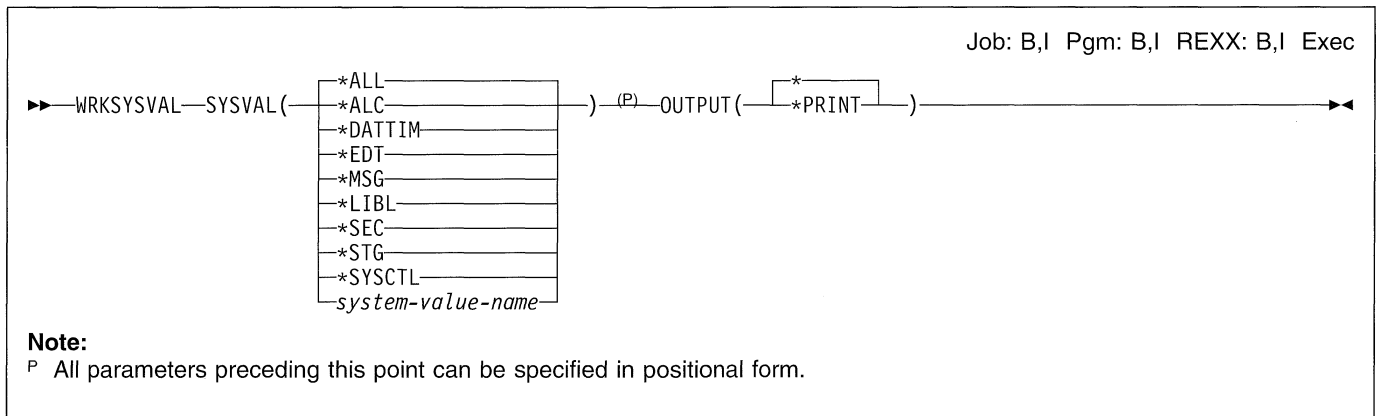 Job: B,I Pgm: B,I REXX: B,I Exec
*ALL
WRKSYSVAL SYSVAL( *ALC ) (P) OUTPUT( * *PRINT )
*DATTIM
*EDT
*MSG
*LIBL
*SEC
*STG
*SYSCTL
system-value-name
Note:
P All parameters preceding this point can be specified in positional form.